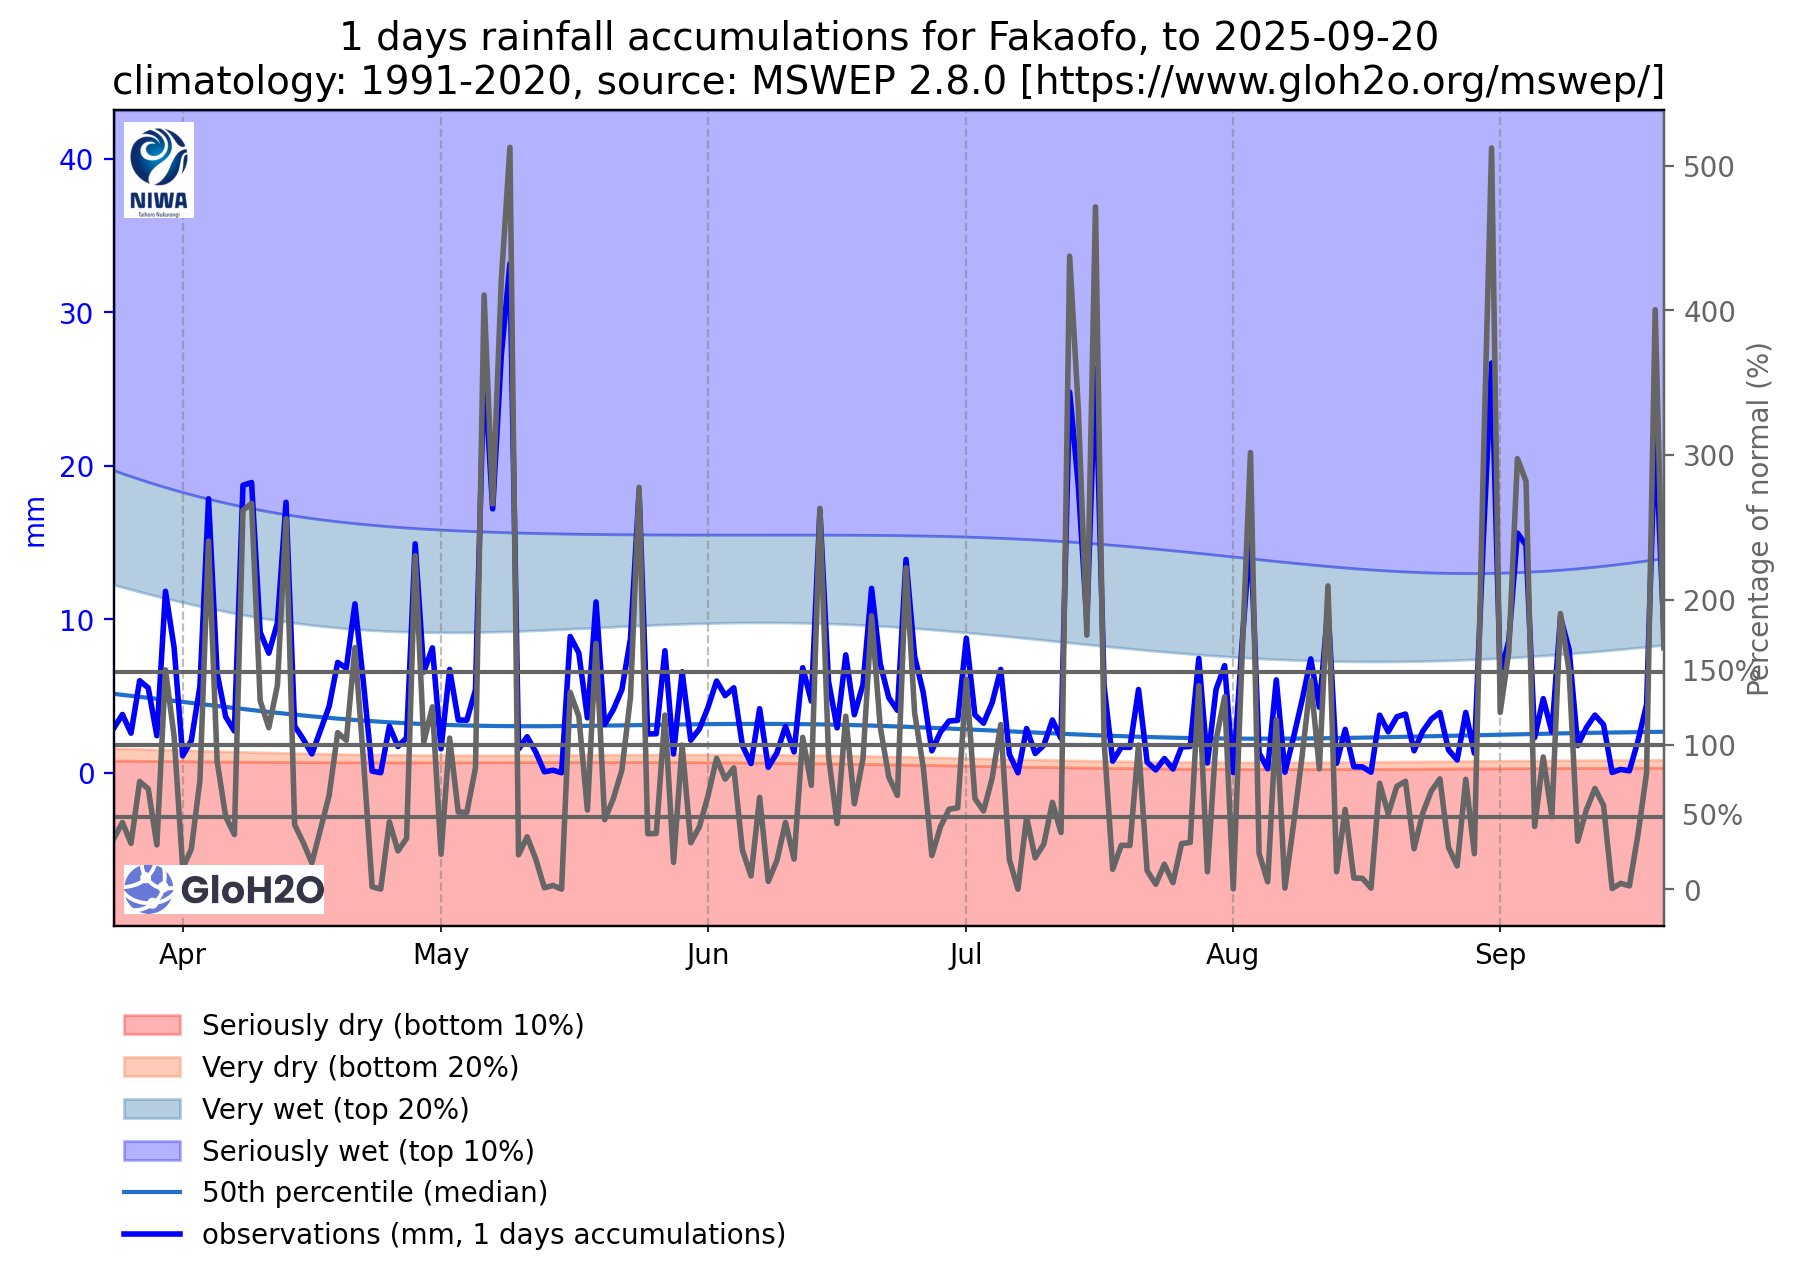 1 days rainfall accumulations for Fakaofo, to 2025-09-20
climatology: 1991-2020, source: MSWEP 2.8.0 [https://www.gloh2o.org/mswep/]
NIWA
Taihoro Nukurangi
40
30
20
10
0
mm
500
400
300
200
150%
100
50%
0
Percentage of normal (%)
GloH2O
Apr
May
Jun
Jul
Aug
Sep
Seriously dry (bottom 10%)
Very dry (bottom 20%)
Very wet (top 20%)
Seriously wet (top 10%)
50th percentile (median)
observations (mm, 1 days accumulations)